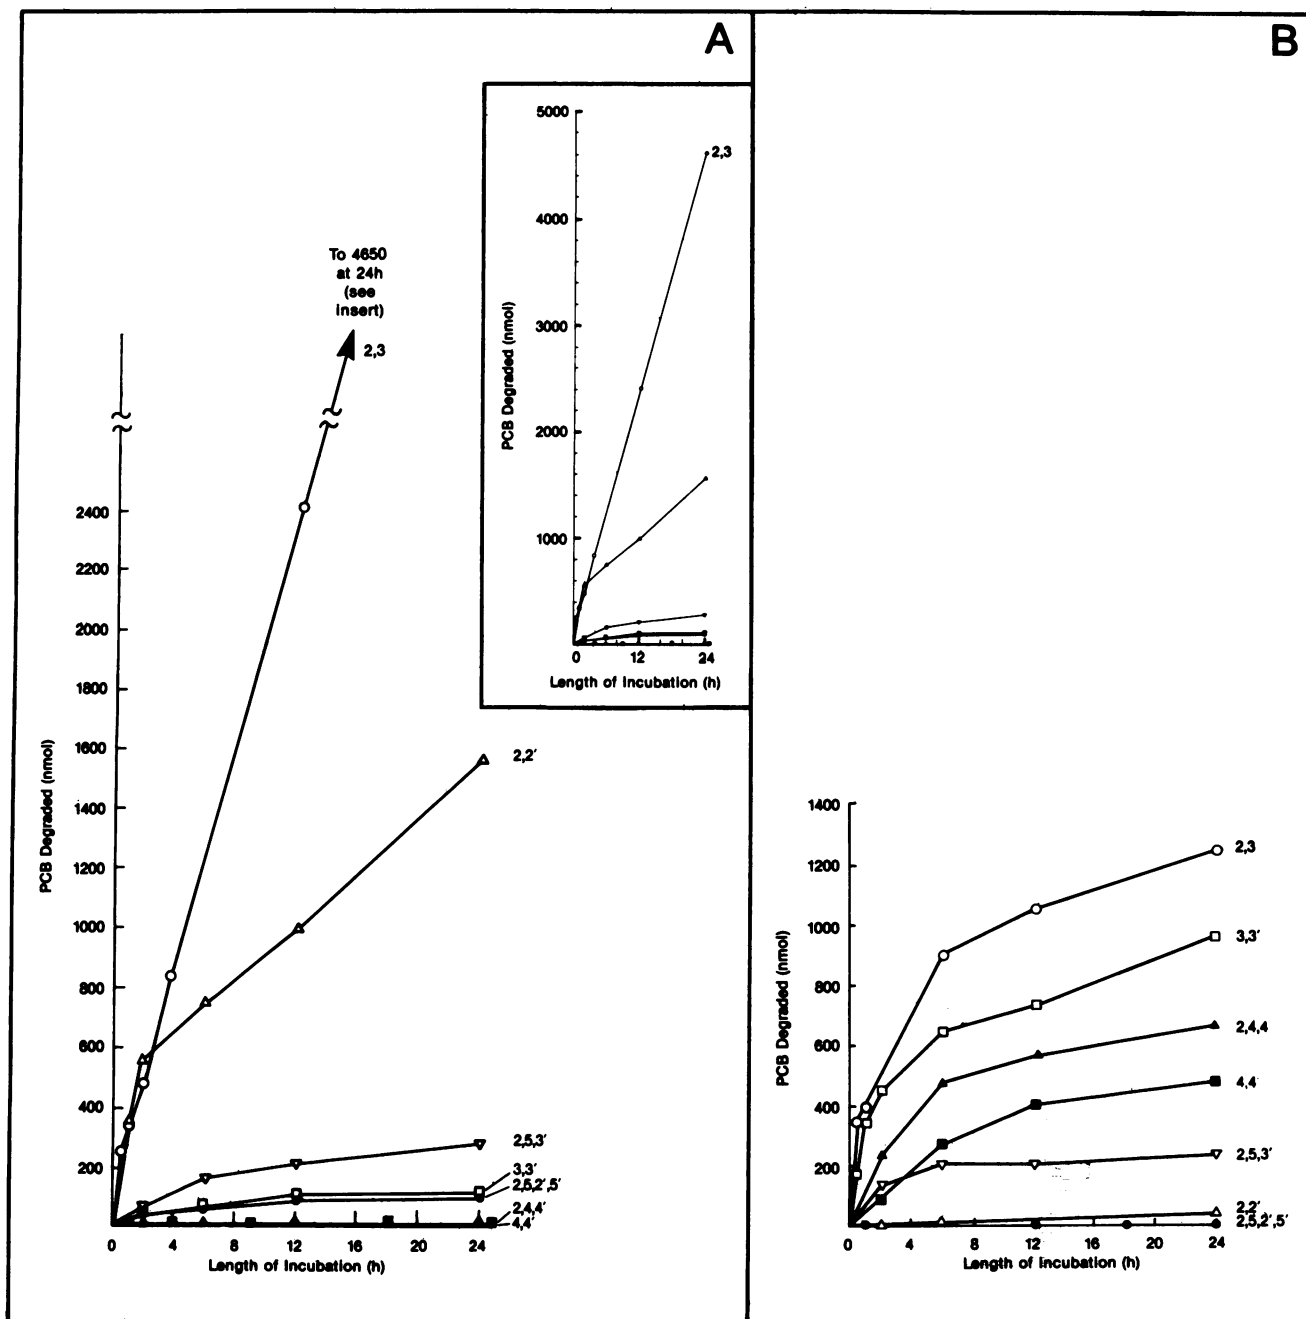 A
To 4650
at 24h
(see
insert)
2,3
2400
2200
2000
1800
1600
1400
1200
1000
800
600
400
200
PCB Degraded (nmol)
2,2′
2,5,3′
3,3′
2,5,2′,5′
2,4,4′
4,4′
0 4 8 12 16 20 24
Length of Incubation (h)
5000
4000
3000
2000
1000
PCB Degraded (nmol)
2,3
0 12 24
Length of Incubation (h)
B
1400
1200
1000
800
600
400
200
PCB Degraded (nmol)
2,3
3,3′
2,4,4
4,4
2,5,3′
2,2′
2,5,2′,5′
0 4 8 12 16 20 24
Length of Incubation (h)